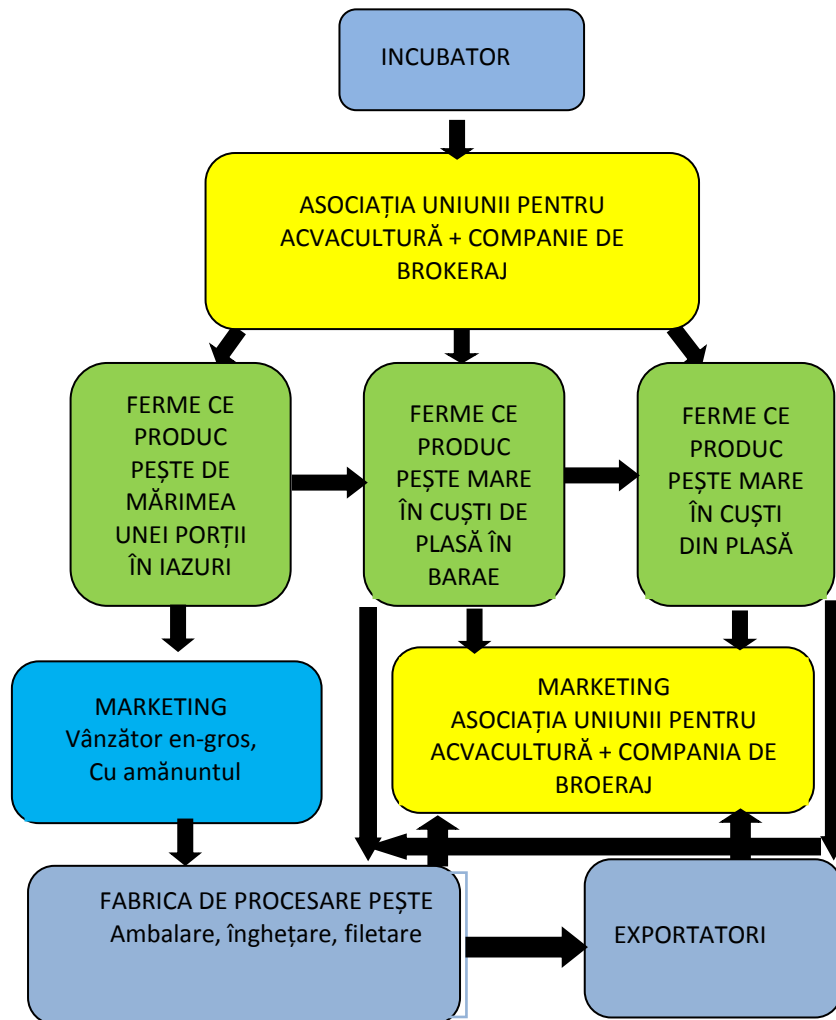 INCUBATOR
ASOCIAȚIA UNIUNII PENTRU
ACVACULTURĂ + COMPANIE DE
BROKERAJ
FERME CE
PRODUC
PEȘTE DE
MĂRIMEA
UNEI PORȚII
ÎN IAZURI
FERME CE
PRODUC
PEȘTE MARE
ÎN CUȘTI DE
PLASĂ ÎN
BARAE
FERME CE
PRODUC
PEȘTE MARE
ÎN CUȘTI
DIN PLASĂ
MARKETING
Vânzător en-gros,
Cu amănuntul
MARKETING
ASOCIAȚIA UNIUNII PENTRU
ACVACULTURĂ + COMPANIA DE
BROERAJ
FABRICA DE PROCESARE PEȘTE
Ambalare, înghețare, filetare
EXPORTATORI